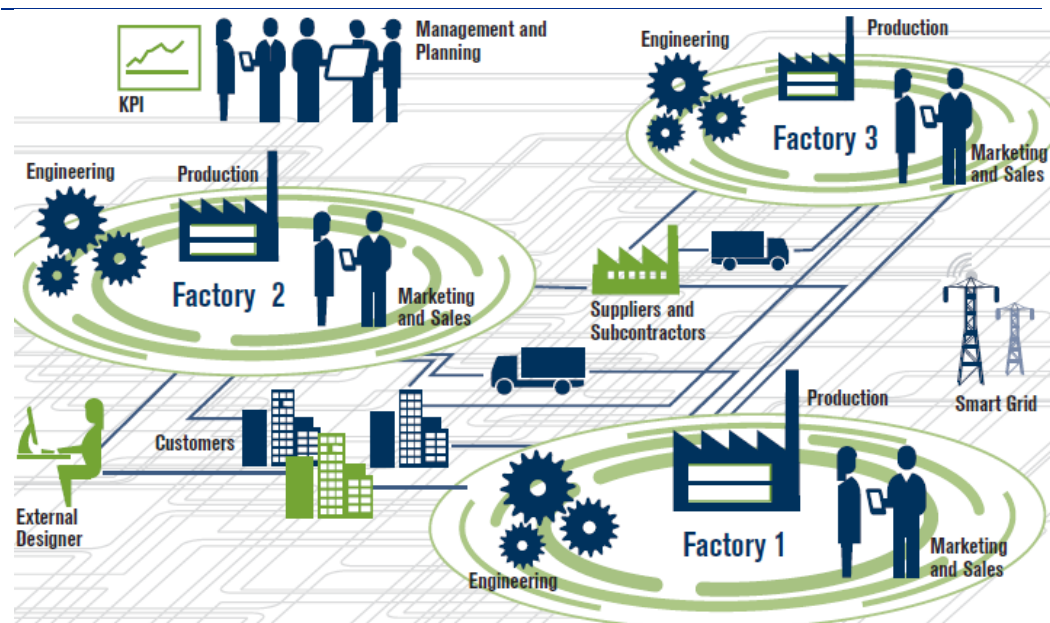 Management and
Planning
KPI
Engineering
Production
Factory 3
Marketing
and Sales
Engineering
Production
Factory 2
Marketing
and Sales
Suppliers and
Subcontractors
Smart Grid
Customers
External
Designer
Production
Factory 1
Engineering
Marketing
and Sales